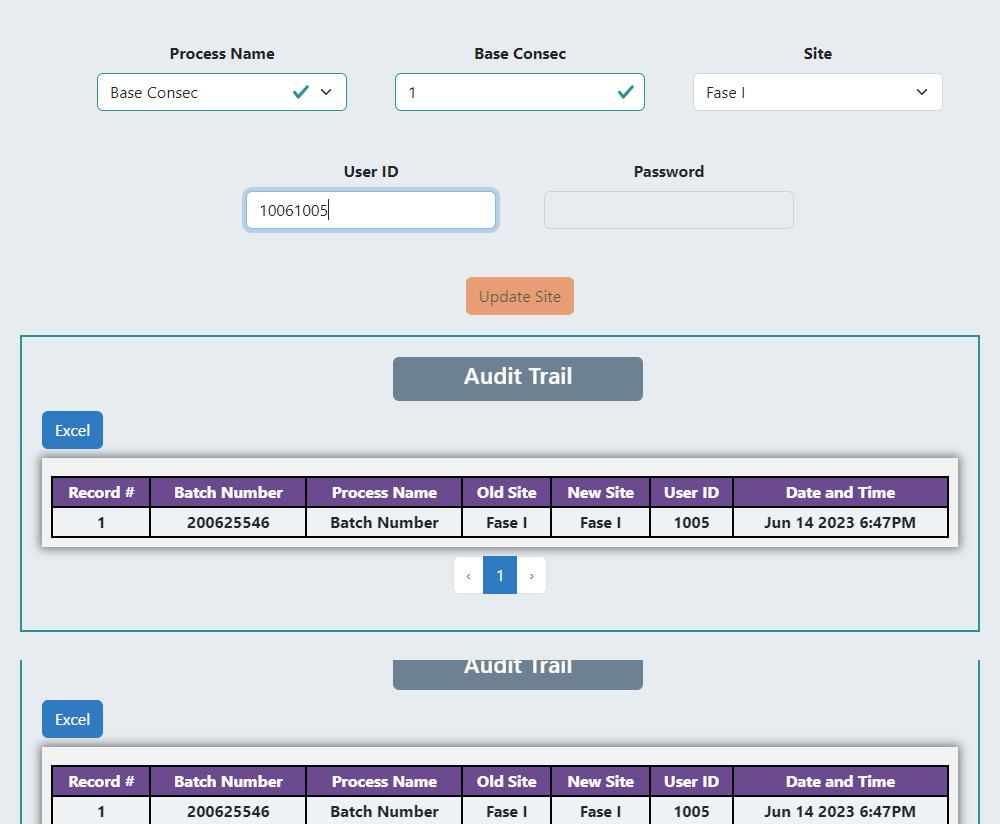 Process Name Base Consec Site
Base Consec 1 Fase I
User ID Password
10061005
Update Site
Audit Trail
Excel
Record # Batch Number Process Name Old Site New Site User ID Date and Time
1 200625546 Batch Number Fase I Fase I 1005 Jun 14 2023 6:47PM
‹ 1 ›
Audit Trail
Excel
Record # Batch Number Process Name Old Site New Site User ID Date and Time
1 200625546 Batch Number Fase I Fase I 1005 Jun 14 2023 6:47PM